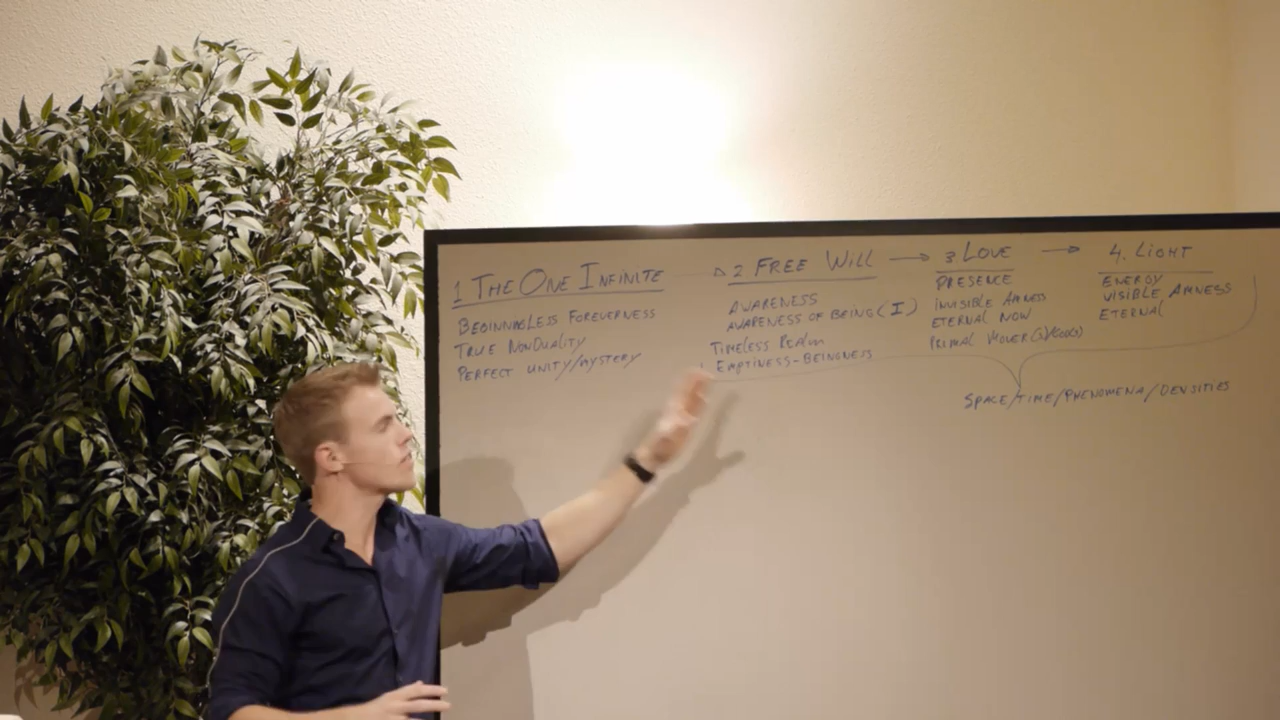 1 THE ONE INFINITE → 2 FREE WILL → 3 LOVE → 4. LIGHT
BEGINNINGLESS FOREVERNESS
TRUE NONDUALITY
PERFECT UNITY/MYSTERY
AWARENESS
AWARENESS OF BEING (I)
TIMELESS REALM
EMPTINESS-BEINGNESS
PRESENCE
INVISIBLE AMNESS
ETERNAL NOW
PRIMAL MOVER
ENERGY
VISIBLE AMNESS
ETERNAL
SPACE/TIME/PHENOMENA/DENSITIES